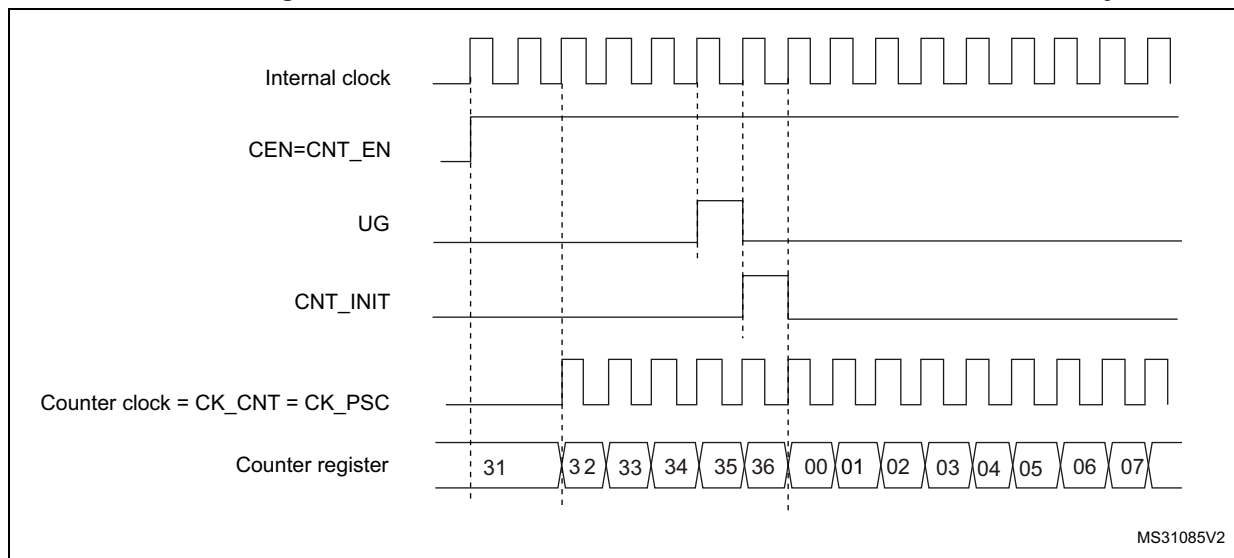 Internal clock
CEN=CNT_EN
UG
CNT_INIT
Counter clock = CK_CNT = CK_PSC
Counter register
31 32 33 34 35 36 00 01 02 03 04 05 06 07
MS31085V2